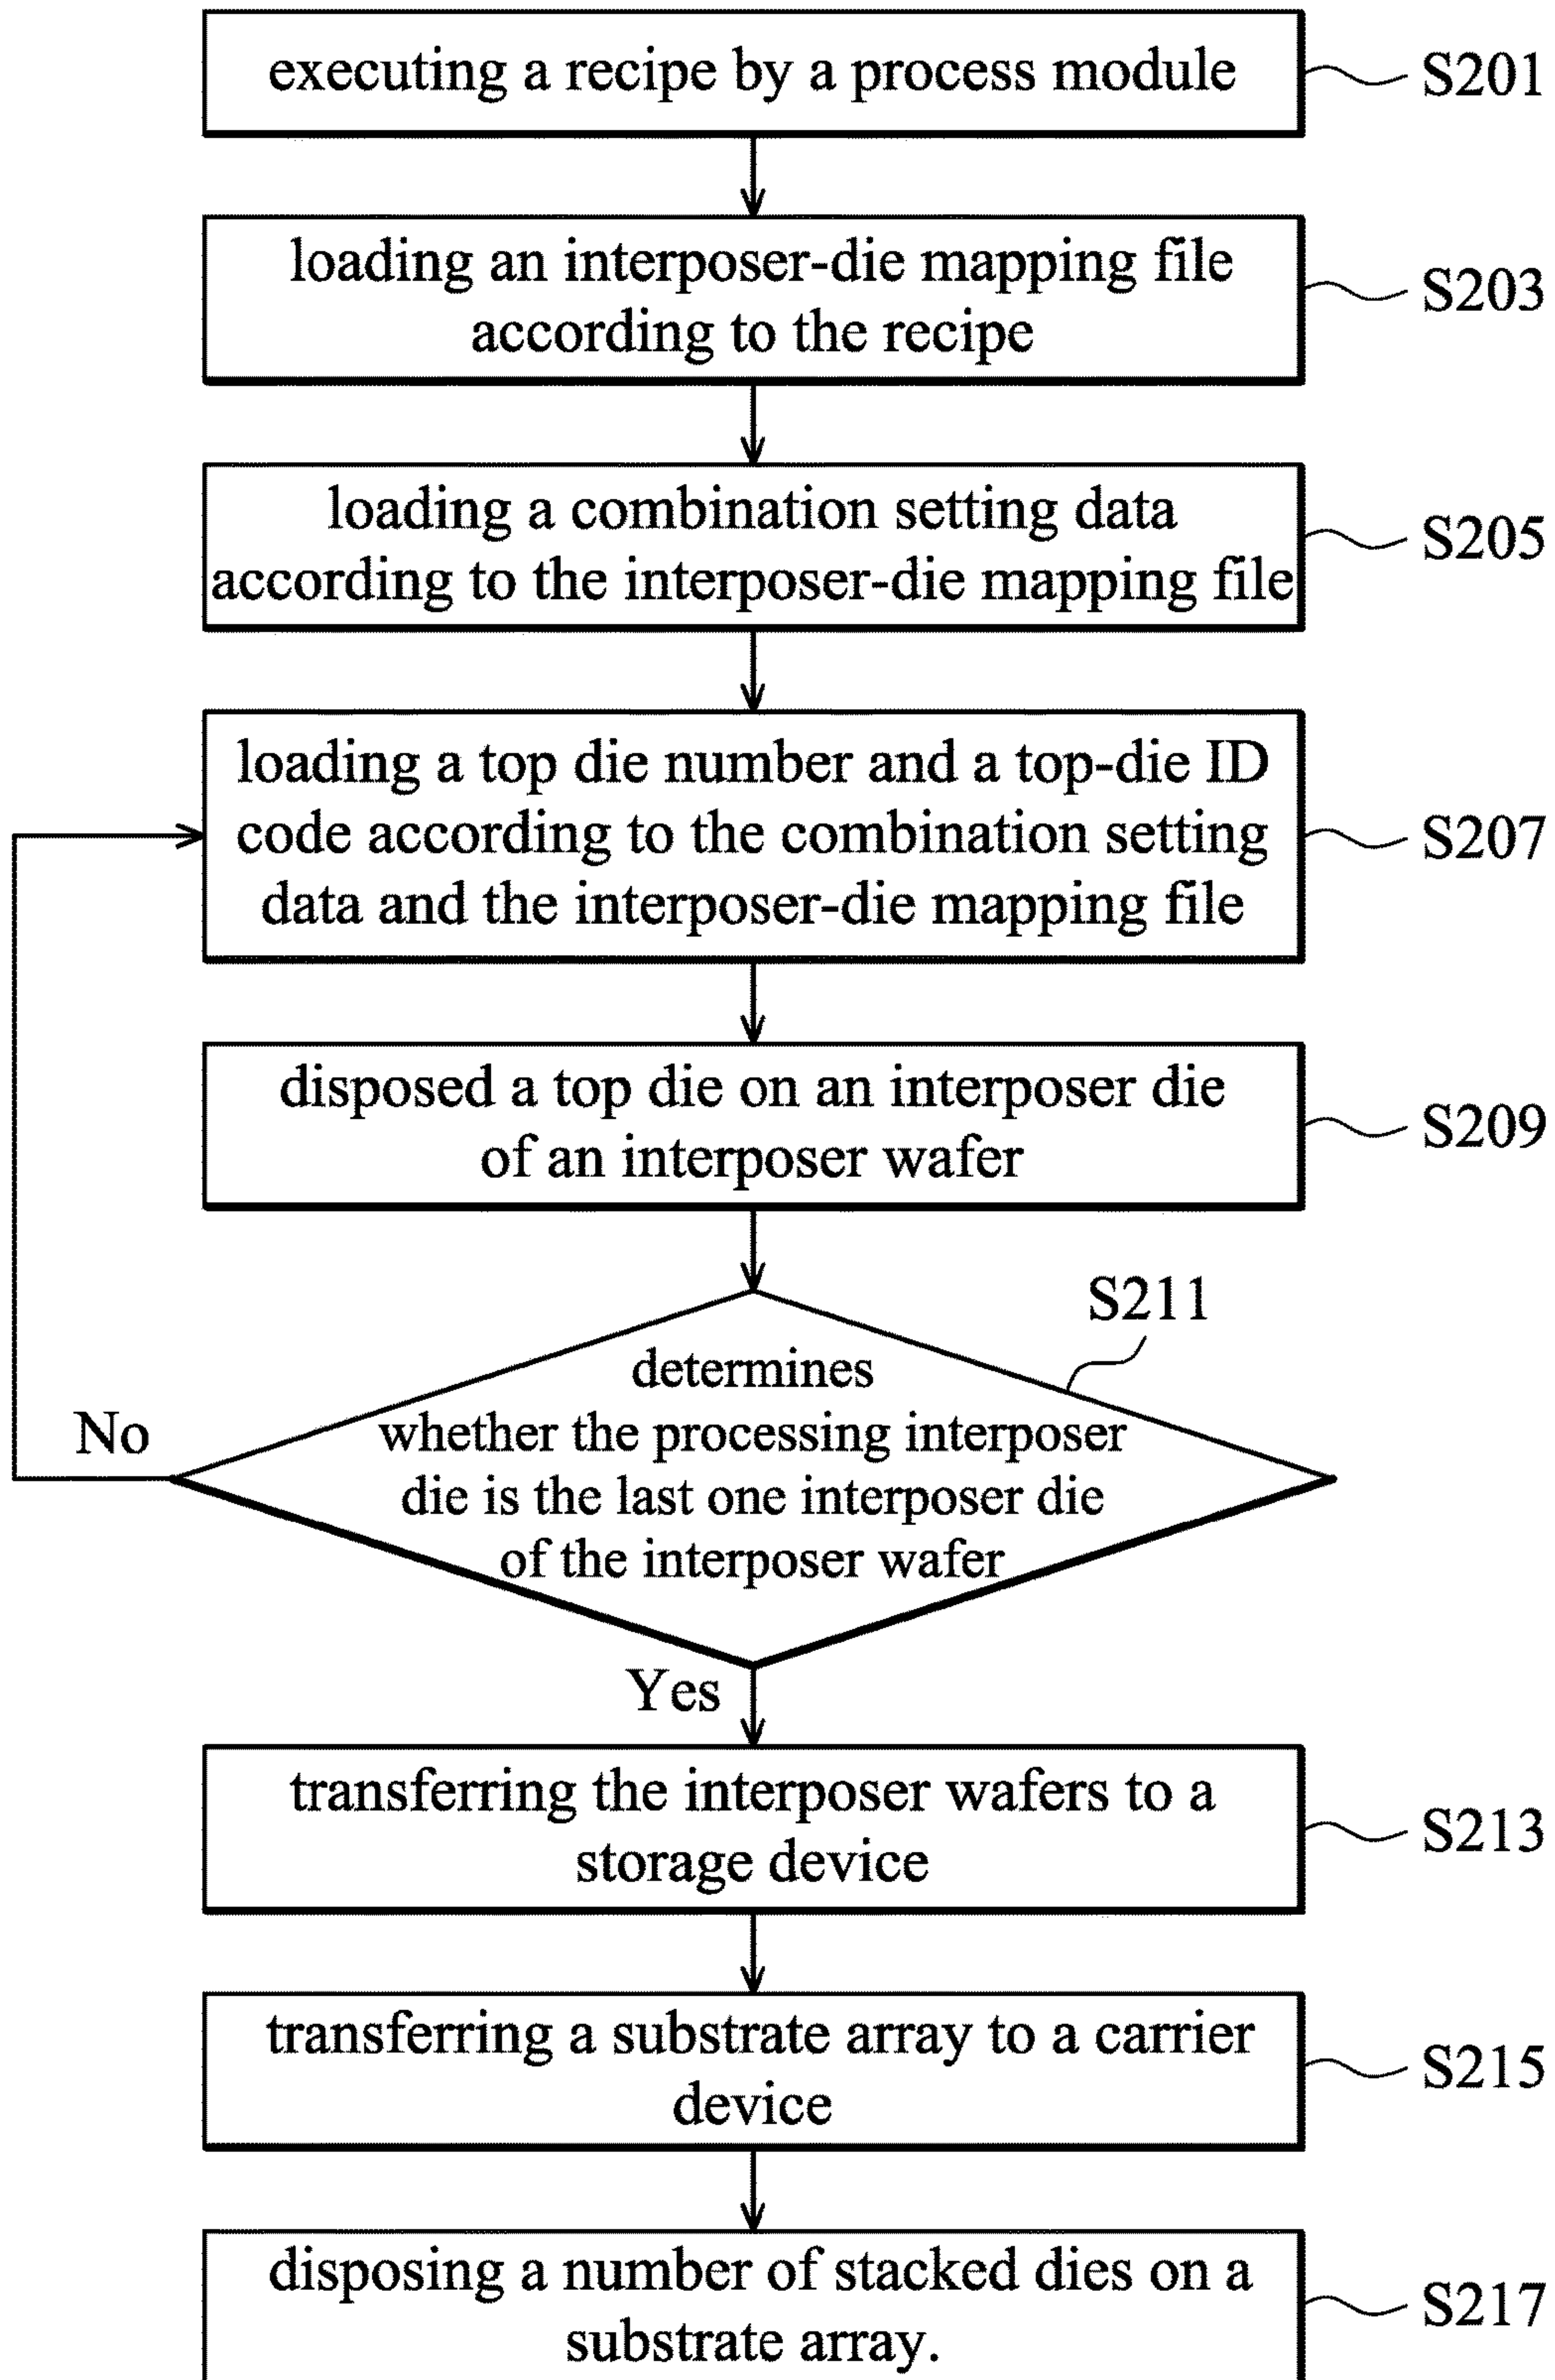 executing a recipe by a process module
S201
loading an interposer-die mapping file
according to the recipe
S203
loading a combination setting data
according to the interposer-die mapping file
S205
loading a top die number and a top-die ID
code according to the combination setting
data and the interposer-die mapping file
S207
disposed a top die on an interposer die
of an interposer wafer
S209
S211
determines
whether the processing interposer
die is the last one interposer die
of the interposer wafer
No
Yes
transferring the interposer wafers to a
storage device
S213
transferring a substrate array to a carrier
device
S215
disposing a number of stacked dies on a
substrate array.
S217